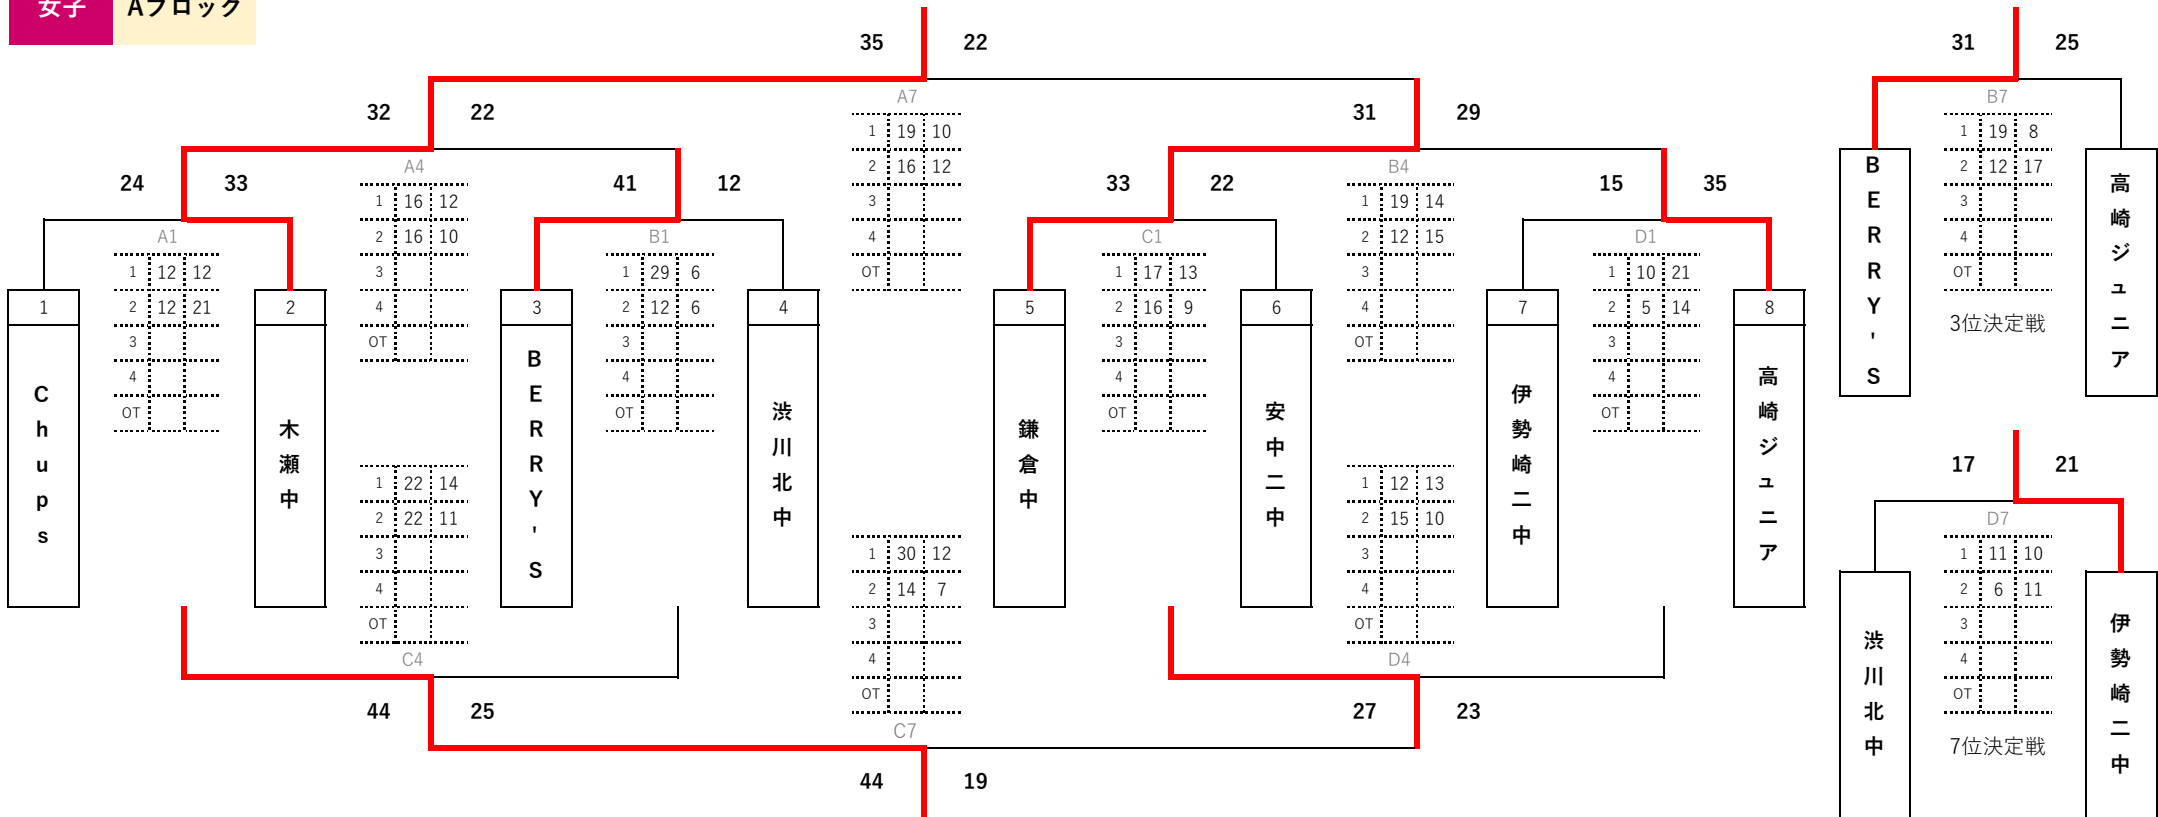 女子 Aブロック
35 22
31 25
32 22
31 29
A7
B7
1 19 10
2 16 12
3
4
OT
1 19 8
2 12 17
3
4
OT
3位決定戦
BERRY'S
高崎ジュニア
24 33
41 12
33 22
15 35
A4
1 16 12
2 16 10
3
4
OT
B4
1 19 14
2 12 15
3
4
OT
A1
1 12 12
2 12 21
3
4
OT
B1
1 29 6
2 12 6
3
4
OT
C1
1 17 13
2 16 9
3
4
OT
D1
1 10 21
2 5 14
3
4
OT
1
Chups
2
木瀬中
3
BERRY'S
4
渋川北中
5
鎌倉中
6
安中二中
7
伊勢崎二中
8
高崎ジュニア
1 22 14
2 22 11
3
4
OT
C4
44 25
1 30 12
2 14 7
3
4
OT
C7
44 19
1 12 13
2 15 10
3
4
OT
D4
27 23
17 21
D7
1 11 10
2 6 11
3
4
OT
7位決定戦
渋川北中
伊勢崎二中